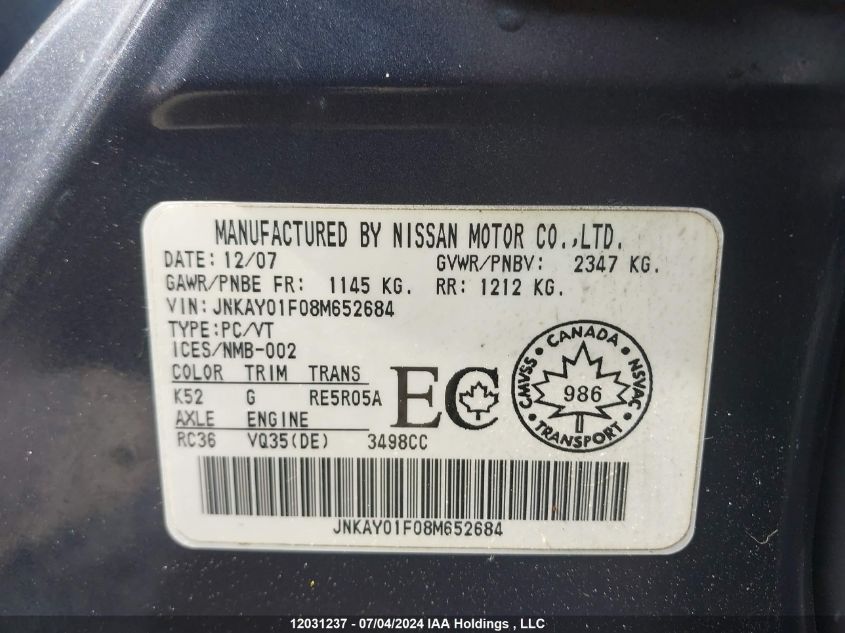 MANUFACTURED BY NISSAN MOTOR CO.,LTD.
DATE: 12/07 GVWR/PNBV: 2347 KG.
GAWR/PNBE FR: 1145 KG. RR: 1212 KG.
VIN: JNKAY01F08M652684
TYPE: PC/VT
ICES/NMB-002
COLOR TRIM TRANS
K52 G RE5R05A
AXLE ENGINE
RC36 VQ35(DE) 3498CC
EC
CANADA
CMVSS 986 NSVAC
TRANSPORT
JNKAY01F08M652684
12031237 - 07/04/2024 IAA Holdings , LLC